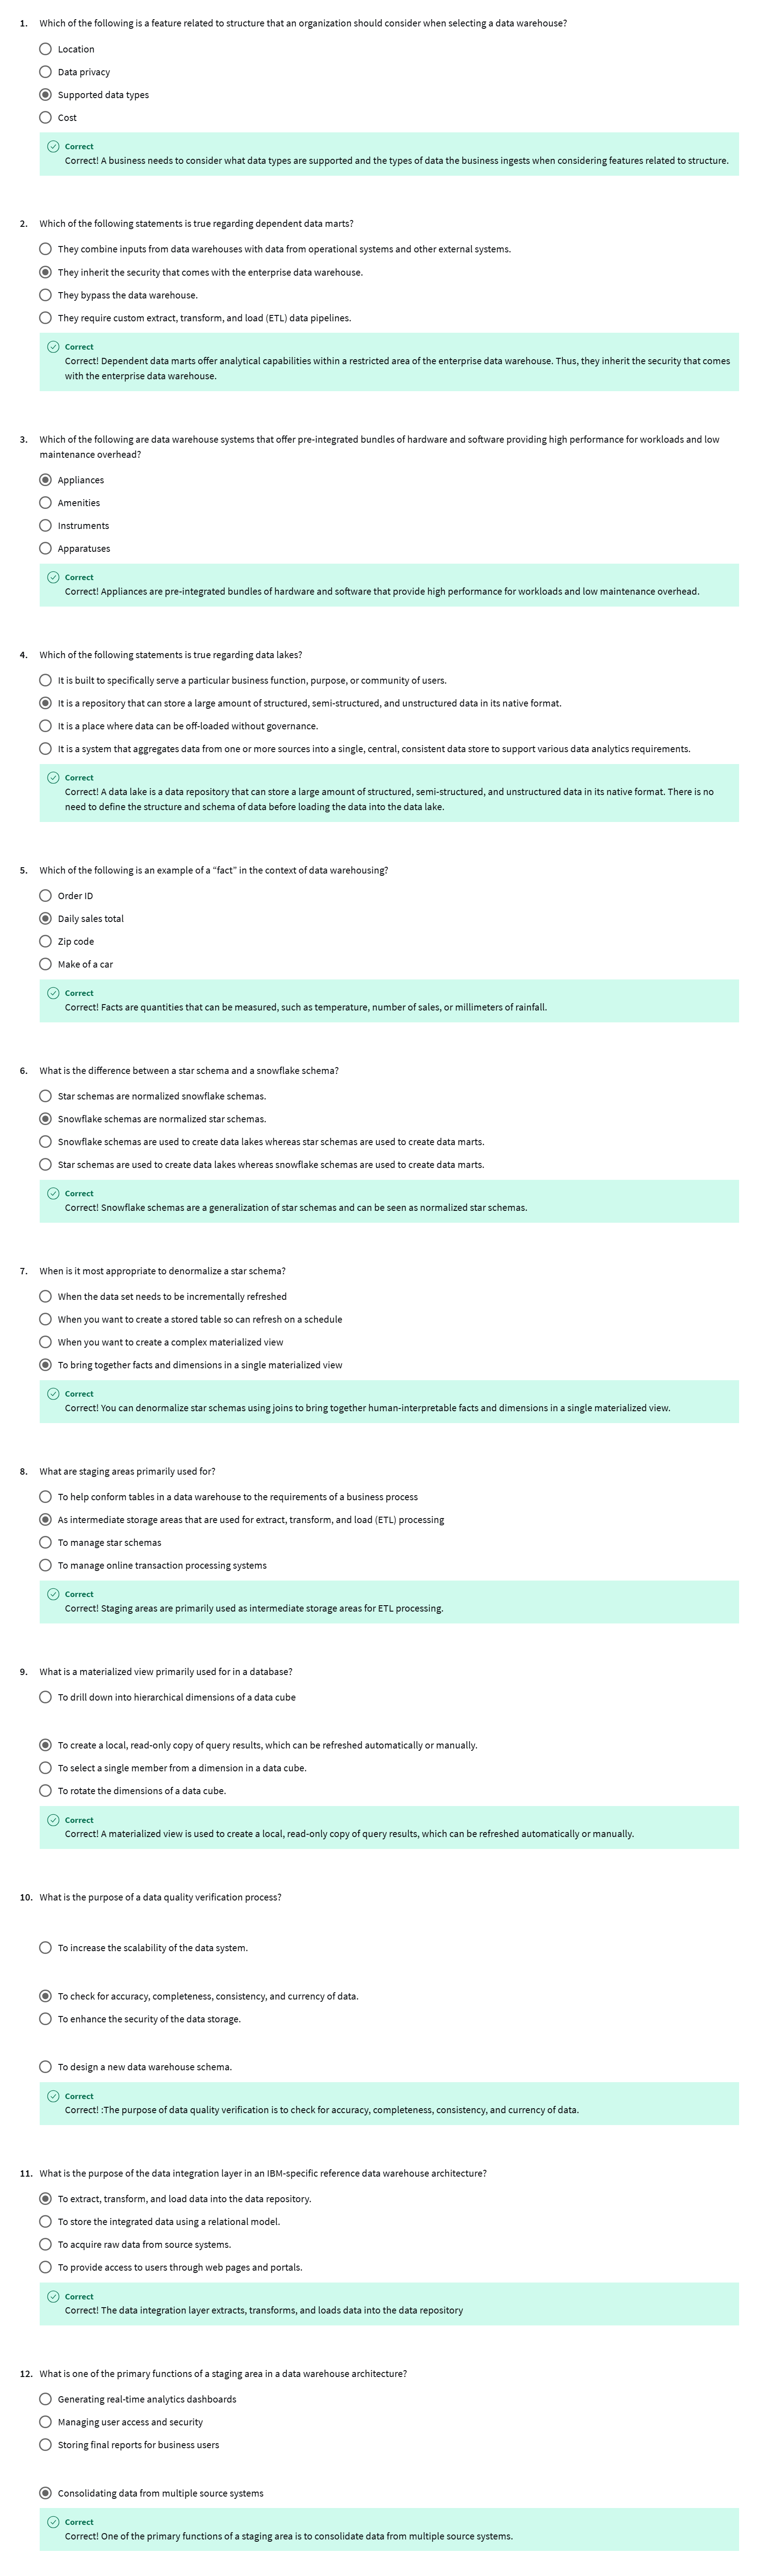 1. Which of the following is a feature related to structure that an organization should consider when selecting a data warehouse?
Location
Data privacy
Supported data types
Cost
Correct
Correct! A business needs to consider what data types are supported and the types of data the business ingests when considering features related to structure.
2. Which of the following statements is true regarding dependent data marts?
They combine inputs from data warehouses with data from operational systems and other external systems.
They inherit the security that comes with the enterprise data warehouse.
They bypass the data warehouse.
They require custom extract, transform, and load (ETL) data pipelines.
Correct
Correct! Dependent data marts offer analytical capabilities within a restricted area of the enterprise data warehouse. Thus, they inherit the security that comes
with the enterprise data warehouse.
3. Which of the following are data warehouse systems that offer pre-integrated bundles of hardware and software providing high performance for workloads and low
maintenance overhead?
Appliances
Amenities
Instruments
Apparatuses
Correct
Correct! Appliances are pre-integrated bundles of hardware and software that provide high performance for workloads and low maintenance overhead.
4. Which of the following statements is true regarding data lakes?
It is built to specifically serve a particular business function, purpose, or community of users.
It is a repository that can store a large amount of structured, semi-structured, and unstructured data in its native format.
It is a place where data can be off-loaded without governance.
It is a system that aggregates data from one or more sources into a single, central, consistent data store to support various data analytics requirements.
Correct
Correct! A data lake is a data repository that can store a large amount of structured, semi-structured, and unstructured data in its native format. There is no
need to define the structure and schema of data before loading the data into the data lake.
5. Which of the following is an example of a “fact” in the context of data warehousing?
Order ID
Daily sales total
Zip code
Make of a car
Correct
Correct! Facts are quantities that can be measured, such as temperature, number of sales, or millimeters of rainfall.
6. What is the difference between a star schema and a snowflake schema?
Star schemas are normalized snowflake schemas.
Snowflake schemas are normalized star schemas.
Snowflake schemas are used to create data lakes whereas star schemas are used to create data marts.
Star schemas are used to create data lakes whereas snowflake schemas are used to create data marts.
Correct
Correct! Snowflake schemas are a generalization of star schemas and can be seen as normalized star schemas.
7. When is it most appropriate to denormalize a star schema?
When the data set needs to be incrementally refreshed
When you want to create a stored table so can refresh on a schedule
When you want to create a complex materialized view
To bring together facts and dimensions in a single materialized view
Correct
Correct! You can denormalize star schemas using joins to bring together human-interpretable facts and dimensions in a single materialized view.
8. What are staging areas primarily used for?
To help conform tables in a data warehouse to the requirements of a business process
As intermediate storage areas that are used for extract, transform, and load (ETL) processing
To manage star schemas
To manage online transaction processing systems
Correct
Correct! Staging areas are primarily used as intermediate storage areas for ETL processing.
9. What is a materialized view primarily used for in a database?
To drill down into hierarchical dimensions of a data cube
To create a local, read-only copy of query results, which can be refreshed automatically or manually.
To select a single member from a dimension in a data cube.
To rotate the dimensions of a data cube.
Correct
Correct! A materialized view is used to create a local, read-only copy of query results, which can be refreshed automatically or manually.
10. What is the purpose of a data quality verification process?
To increase the scalability of the data system.
To check for accuracy, completeness, consistency, and currency of data.
To enhance the security of the data storage.
To design a new data warehouse schema.
Correct
Correct! :The purpose of data quality verification is to check for accuracy, completeness, consistency, and currency of data.
11. What is the purpose of the data integration layer in an IBM-specific reference data warehouse architecture?
To extract, transform, and load data into the data repository.
To store the integrated data using a relational model.
To acquire raw data from source systems.
To provide access to users through web pages and portals.
Correct
Correct! The data integration layer extracts, transforms, and loads data into the data repository
12. What is one of the primary functions of a staging area in a data warehouse architecture?
Generating real-time analytics dashboards
Managing user access and security
Storing final reports for business users
Consolidating data from multiple source systems
Correct
Correct! One of the primary functions of a staging area is to consolidate data from multiple source systems.